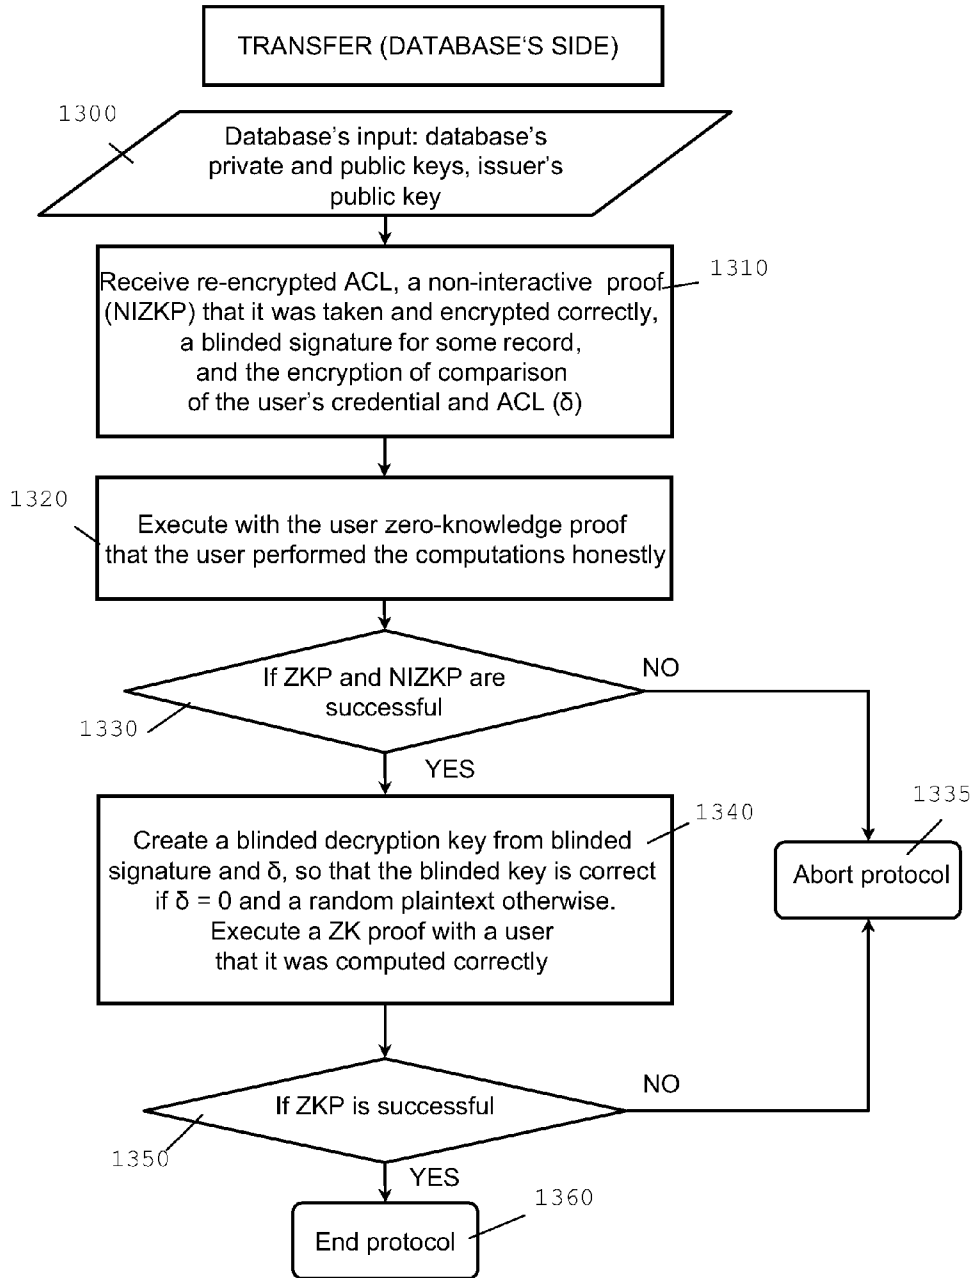 TRANSFER (DATABASE‘S SIDE)
1300
Database’s input: database’s
private and public keys, issuer’s
public key
Receive re-encrypted ACL, a non-interactive proof
(NIZKP) that it was taken and encrypted correctly,
a blinded signature for some record,
and the encryption of comparison
of the user’s credential and ACL (δ)
1310
1320
Execute with the user zero-knowledge proof
that the user performed the computations honestly
If ZKP and NIZKP are
successful
NO
1330
YES
Create a blinded decryption key from blinded
signature and δ, so that the blinded key is correct
if δ = 0 and a random plaintext otherwise.
Execute a ZK proof with a user
that it was computed correctly
1340
1335
Abort protocol
If ZKP is successful
NO
1350
YES
End protocol
1360